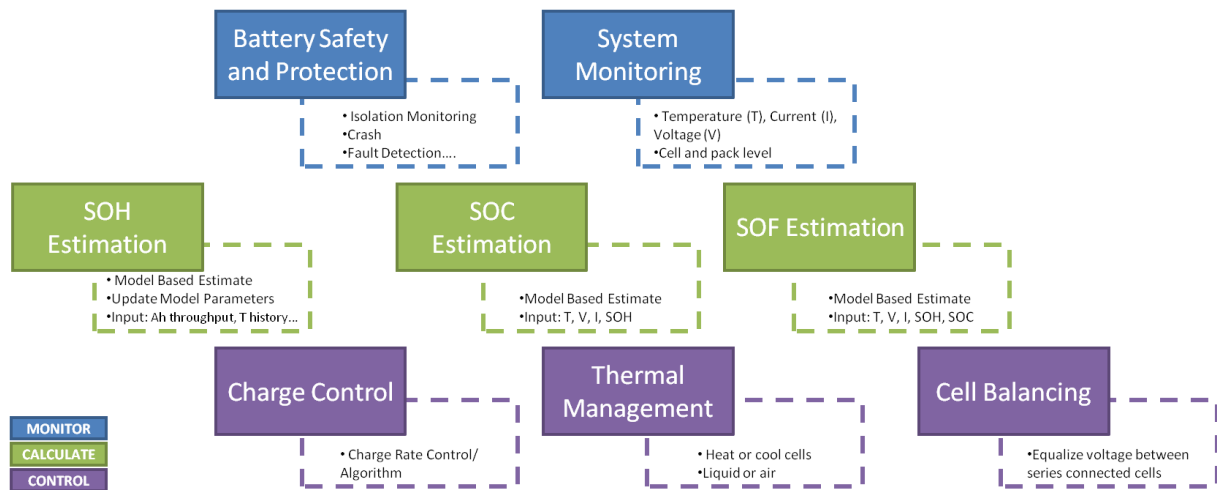 Battery Safety
and Protection
• Isolation Monitoring
•Crash
•Fault Detection....
System
Monitoring
• Temperature (T), Current (I),
Voltage (V)
•Cell and pack level
SOH
Estimation
• Model Based Estimate
•Update Model Parameters
•Input: Ah throughput, T history...
SOC
Estimation
•Model Based Estimate
•Input: T, V, I, SOH
SOF Estimation
•Model Based Estimate
•Input: T, V, I, SOH, SOC
Charge Control
• Charge Rate Control/
Algorithm
Thermal
Management
• Heat or cool cells
•Liquid or air
Cell Balancing
•Equalize voltage between
series connected cells
MONITOR
CALCULATE
CONTROL